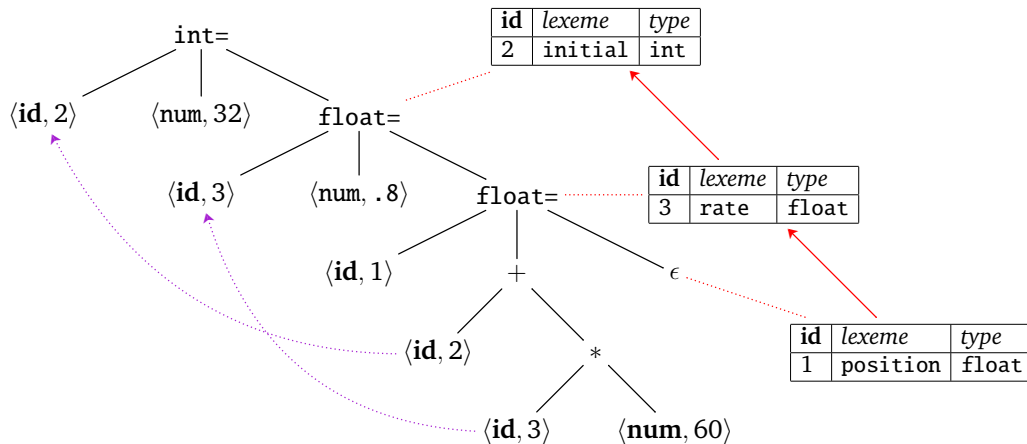 int=
id lexeme type
2 initial int
⟨id, 2⟩ ⟨num, 32⟩ float=
⟨id, 3⟩ ⟨num, .8⟩ float=
id lexeme type
3 rate float
⟨id, 1⟩ + ϵ
⟨id, 2⟩ *
id lexeme type
1 position float
⟨id, 3⟩ ⟨num, 60⟩